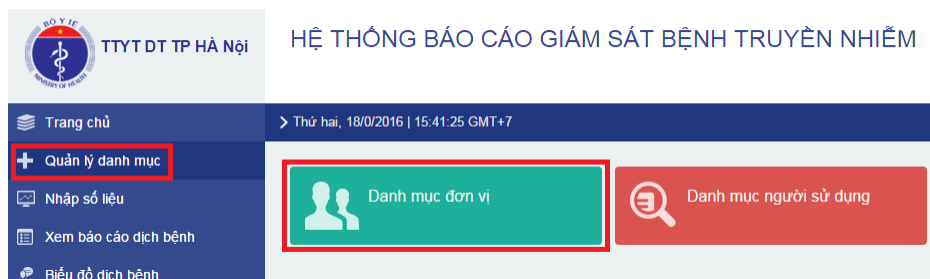 BỘ Y TẾ
MINISTRY OF HEALTH
TTYT DT TP HÀ Nội
HỆ THỐNG BÁO CÁO GIÁM SÁT BỆNH TRUYỀN NHIỄM
Trang chủ
Thứ hai, 18/0/2016 | 15:41:25 GMT+7
Quản lý danh mục
Danh mục đơn vị
Danh mục người sử dụng
Nhập số liệu
Xem báo cáo dịch bệnh
Biểu đồ dịch bệnh